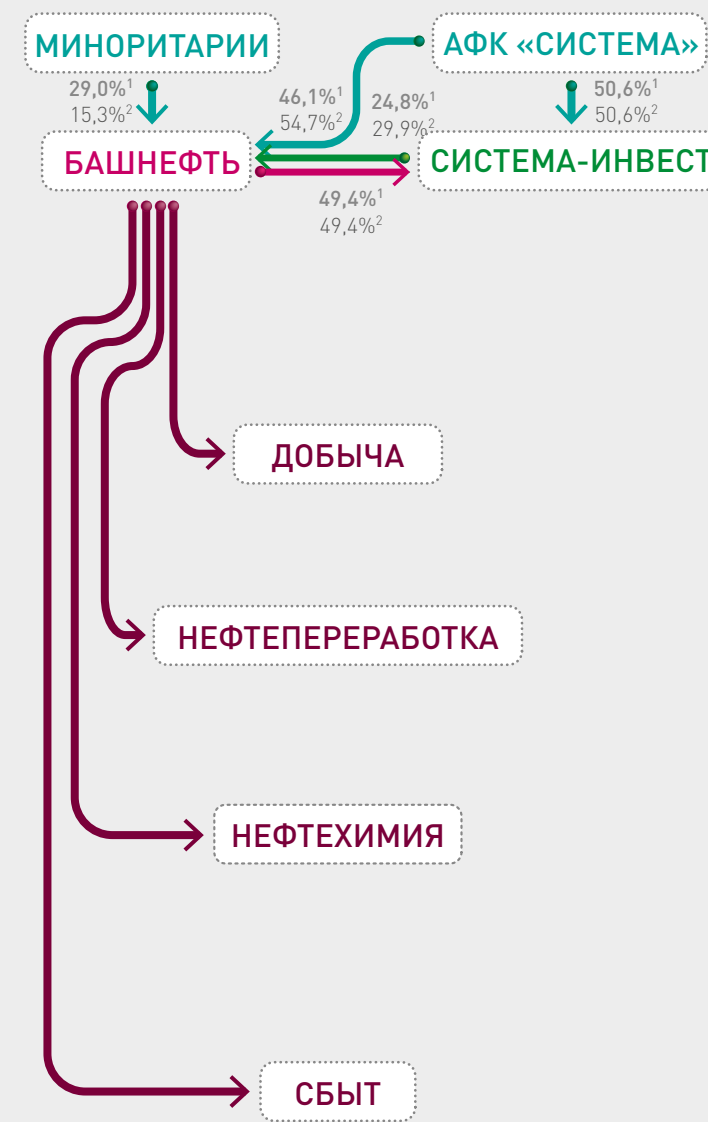 МИНОРИТАРИИ
АФК «СИСТЕМА»
29,0%¹
15,3%²
46,1%¹
54,7%²
24,8%¹
29,9%²
50,6%¹
50,6%²
БАШНЕФТЬ
СИСТЕМА-ИНВЕСТ
49,4%¹
49,4%²
ДОБЫЧА
НЕФТЕПЕРЕРАБОТКА
НЕФТЕХИМИЯ
СБЫТ